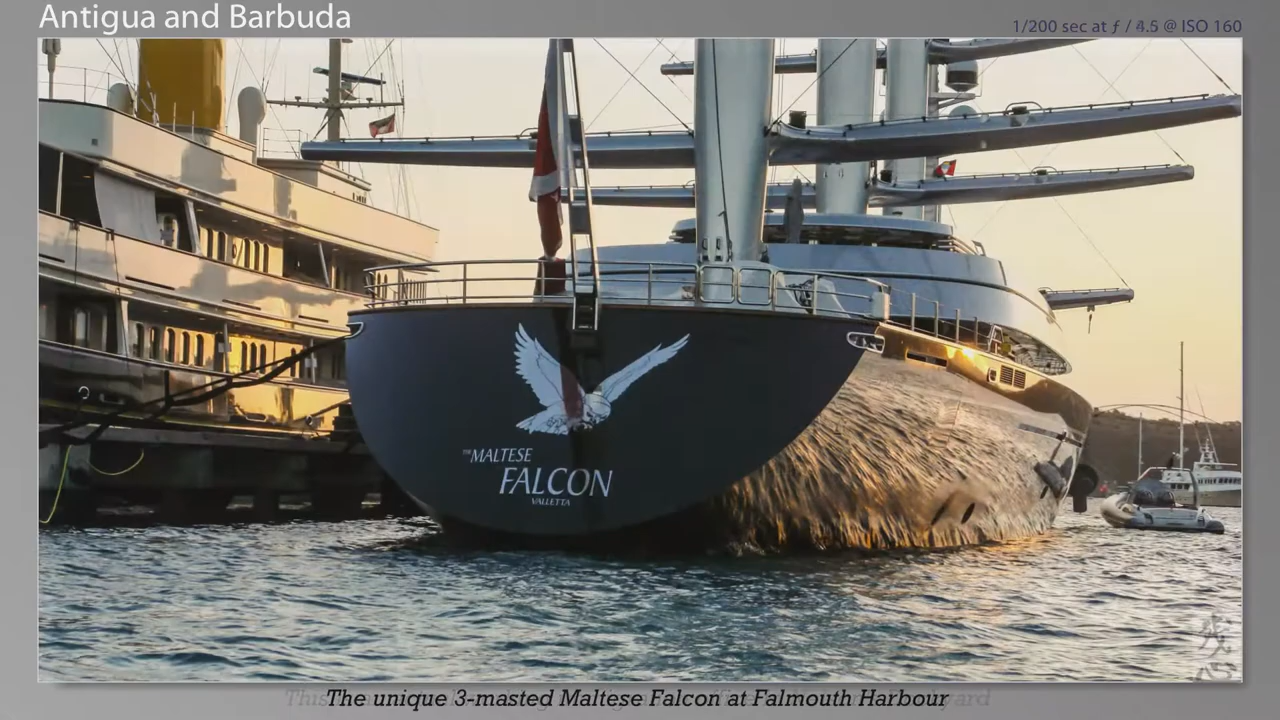 Antigua and Barbuda
1/200 sec at ƒ / 4.5 @ ISO 160
THE MALTESE
FALCON
VALLETTA
The unique 3-masted Maltese Falcon at Falmouth Harbour